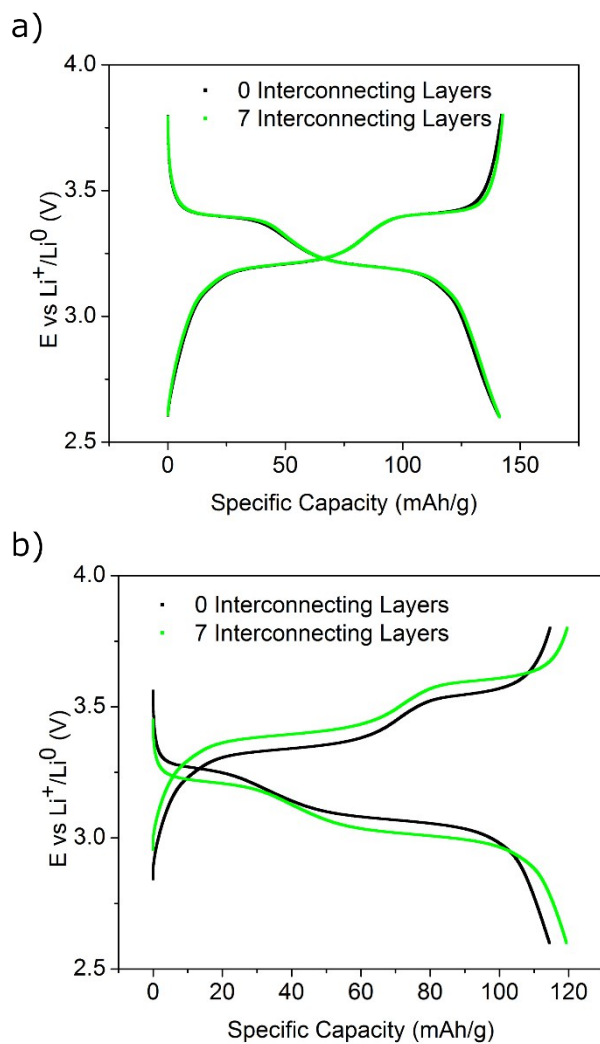 a)
4.0
0 Interconnecting Layers
7 Interconnecting Layers
3.5
E vs Li⁺/Li⁰ (V)
3.0
2.5
0 50 100 150
Specific Capacity (mAh/g)
b)
4.0
0 Interconnecting Layers
7 Interconnecting Layers
3.5
E vs Li⁺/Li⁰ (V)
3.0
2.5
0 20 40 60 80 100 120
Specific Capacity (mAh/g)